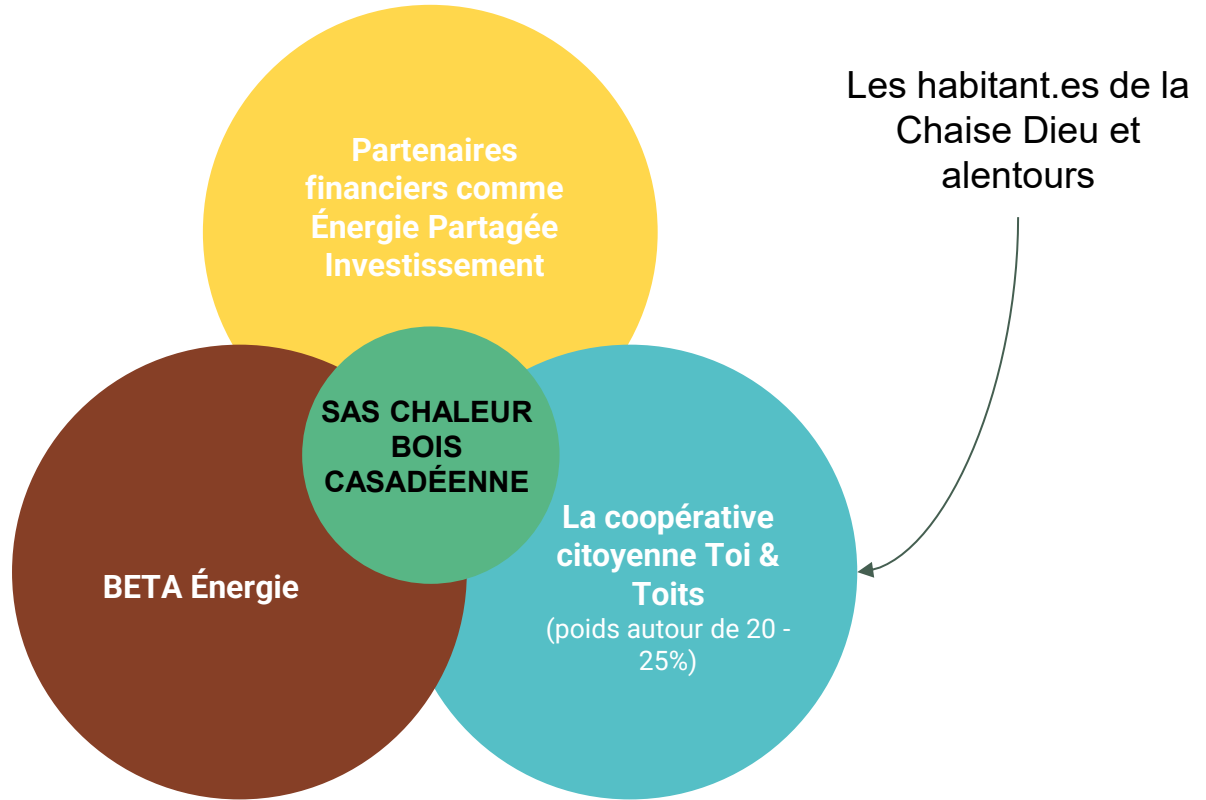 Partenaires
financiers comme
Énergie Partagée
Investissement
Les habitant.es de la
Chaise Dieu et
alentours
SAS CHALEUR
BOIS
CASADÉENNE
BETA Énergie
La coopérative
citoyenne Toi &
Toits
(poids autour de 20 -
25%)